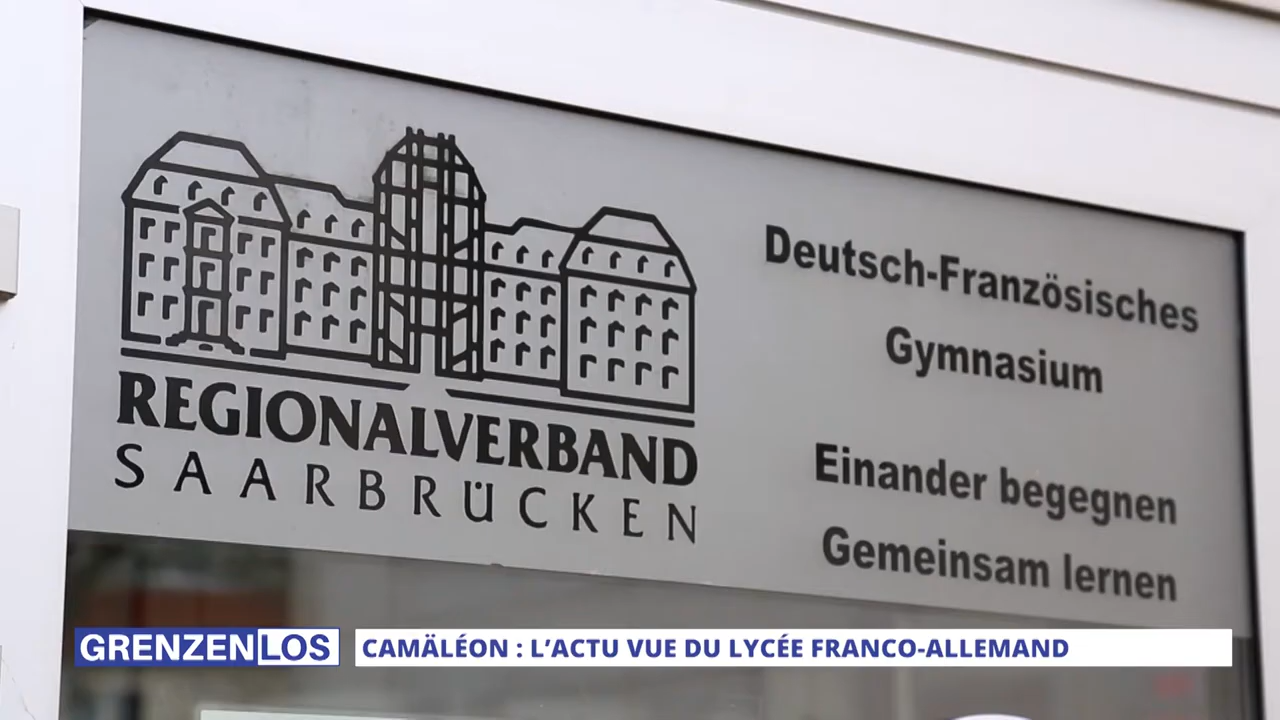 REGIONALVERBAND
SAARBRÜCKEN
Deutsch-Französisches
Gymnasium
Einander begegnen
Gemeinsam lernen
GRENZENLOS
CAMÄLÉON : L’ACTU VUE DU LYCÉE FRANCO-ALLEMAND